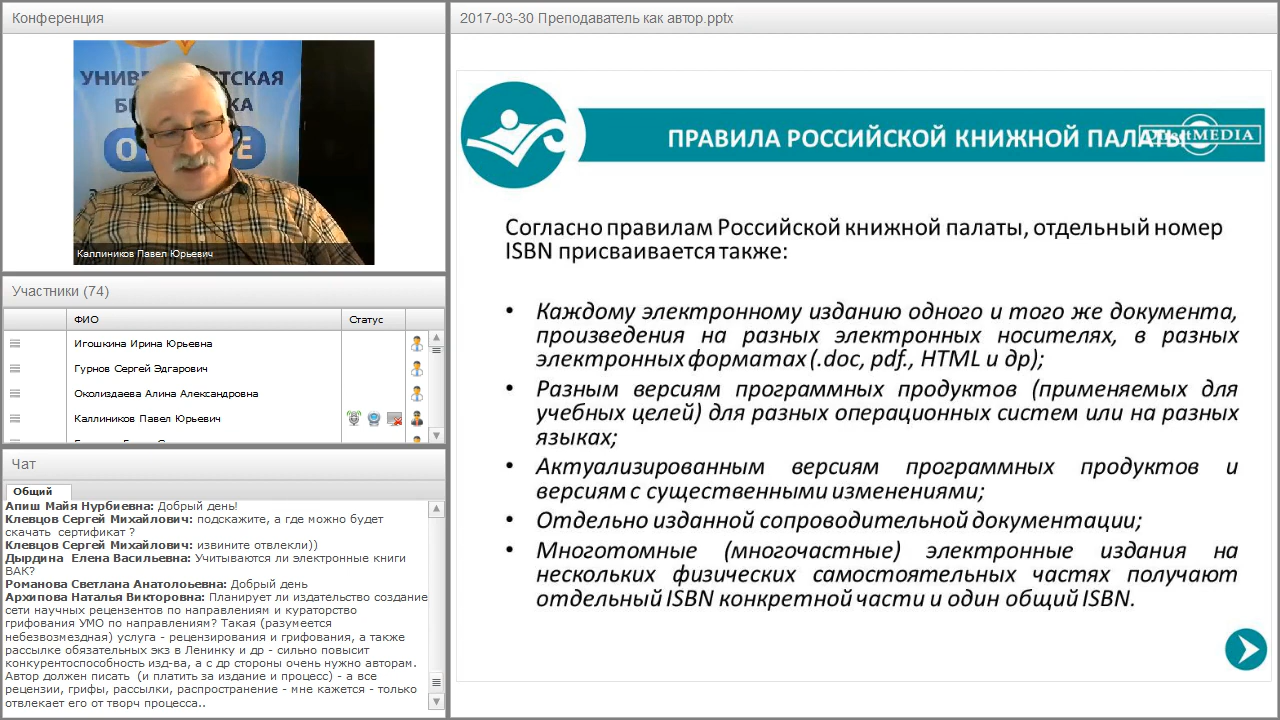 Конференция
УНИВ
ТСКАЯ
Каллиников Павел Юрьевич
Участники (74)
ФИО
Статус
Игошкина Ирина Юрьевна
Гурнов Сергей Эдгарович
Околиздаева Алина Александровна
Каллиников Павел Юрьевич
Чат
Общий
Апиш Майя Нурбиевна: Добрый день!
Клевцов Сергей Михайлович: подскажите, а где можно будет
скачать сертификат ?
Клевцов Сергей Михайлович: извините отвлекли))
Дырдина Елена Васильевна: Учитываются ли электронные книги
ВАК?
Романова Светлана Анатолоьевна: Добрый день
Архипова Наталья Викторовна: Планирует ли издательство создание
сети научных рецензентов по направлениям и кураторство
грифования УМО по направлениям? Такая (разумеется
небезвозмездная) услуга - рецензирования и грифования, а также
рассылке обязательных экз в Ленинку и др - сильно повысит
конкурентоспособность изд-ва, а с др стороны очень нужно авторам.
Автор должен писать (и платить за издание и процесс) - а все
рецензии, грифы, рассылки, распространение - мне кажется - только
отвлекает его от творч процесса..
2017-03-30 Преподаватель как автор.pptx
ПРАВИЛА РОССИЙСКОЙ КНИЖНОЙ ПАЛАТЫ
DirectMEDIA
Согласно правилам Российской книжной палаты, отдельный номер
ISBN присваивается также:
• Каждому электронному изданию одного и того же документа,
произведения на разных электронных носителях, в разных
электронных форматах (.doc, pdf., HTML и др);
• Разным версиям программных продуктов (применяемых для
учебных целей) для разных операционных систем или на разных
языках;
• Актуализированным версиям программных продуктов и
версиям с существенными изменениями;
• Отдельно изданной сопроводительной документации;
• Многотомные (многочастные) электронные издания на
нескольких физических самостоятельных частях получают
отдельный ISBN конкретной части и один общий ISBN.